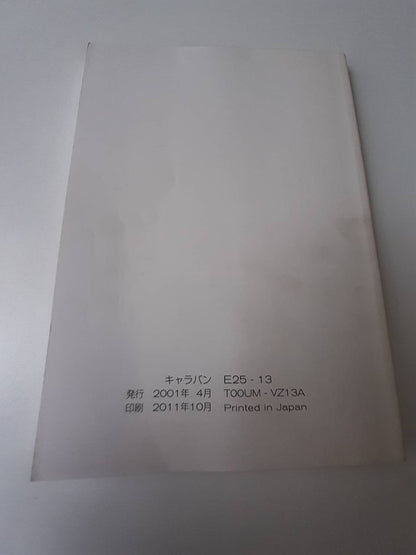 キャラバン E25 - 13
発行 2001年 4月 T00UM - VZ13A
印刷 2011年10月 Printed in Japan